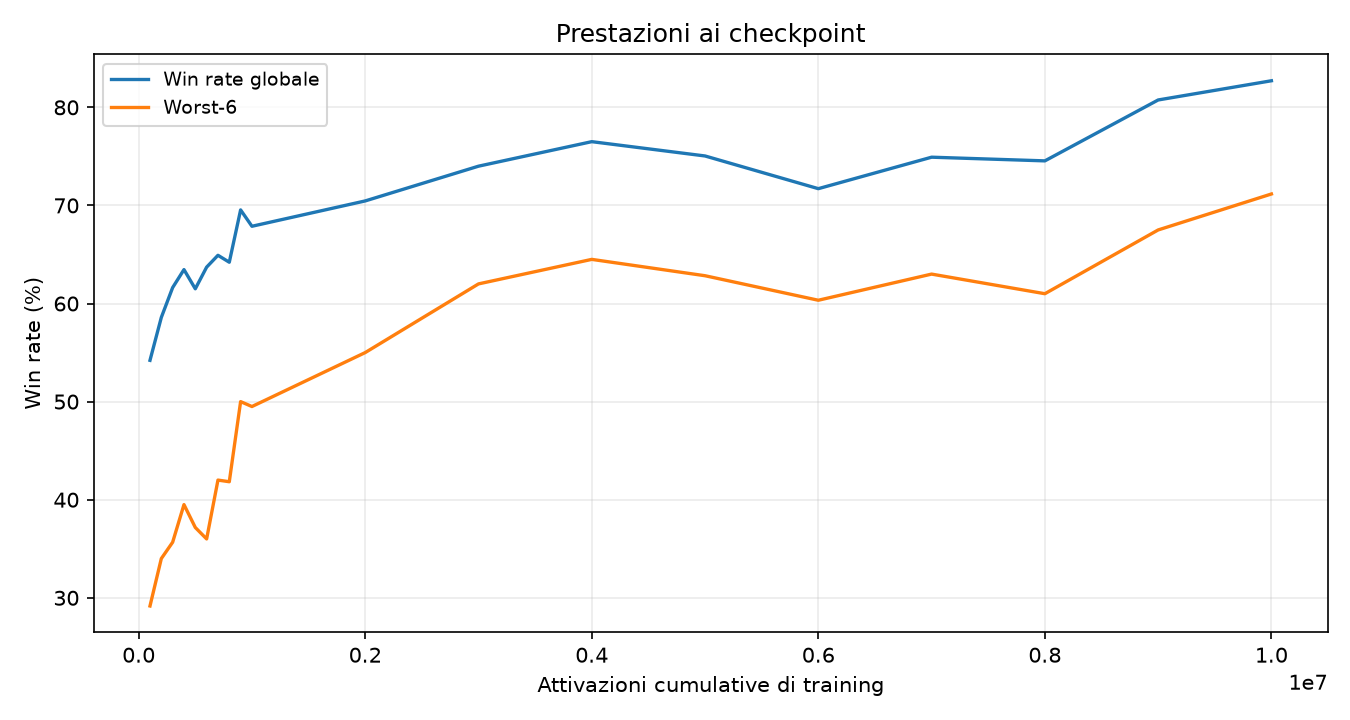 Prestazioni ai checkpoint
Win rate globale
Worst-6
Win rate (%)
80
70
60
50
40
30
0.0 0.2 0.4 0.6 0.8 1.0
1e7
Attivazioni cumulative di training